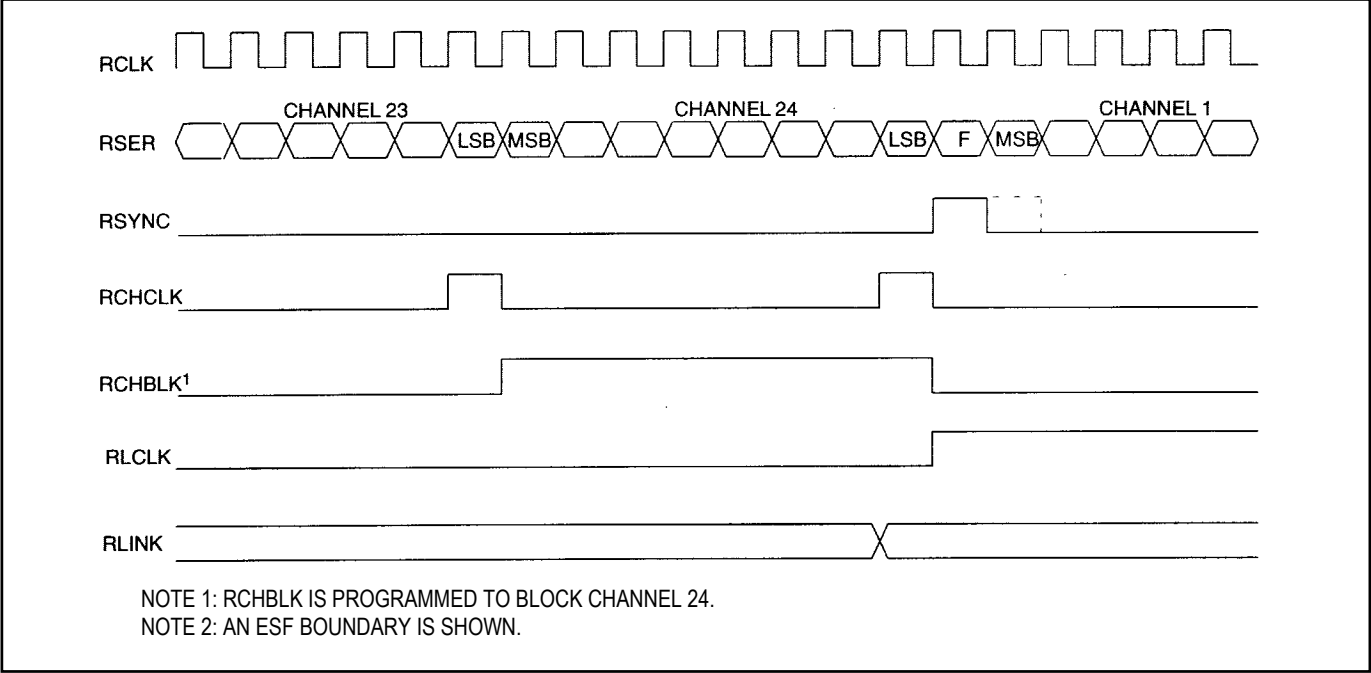 RCLK
CHANNEL 23 CHANNEL 24 CHANNEL 1
RSER LSB MSB LSB F MSB
RSYNC
RCHCLK
RCHBLK1
RLCLK
RLINK
NOTE 1: RCHBLK IS PROGRAMMED TO BLOCK CHANNEL 24.
NOTE 2: AN ESF BOUNDARY IS SHOWN.